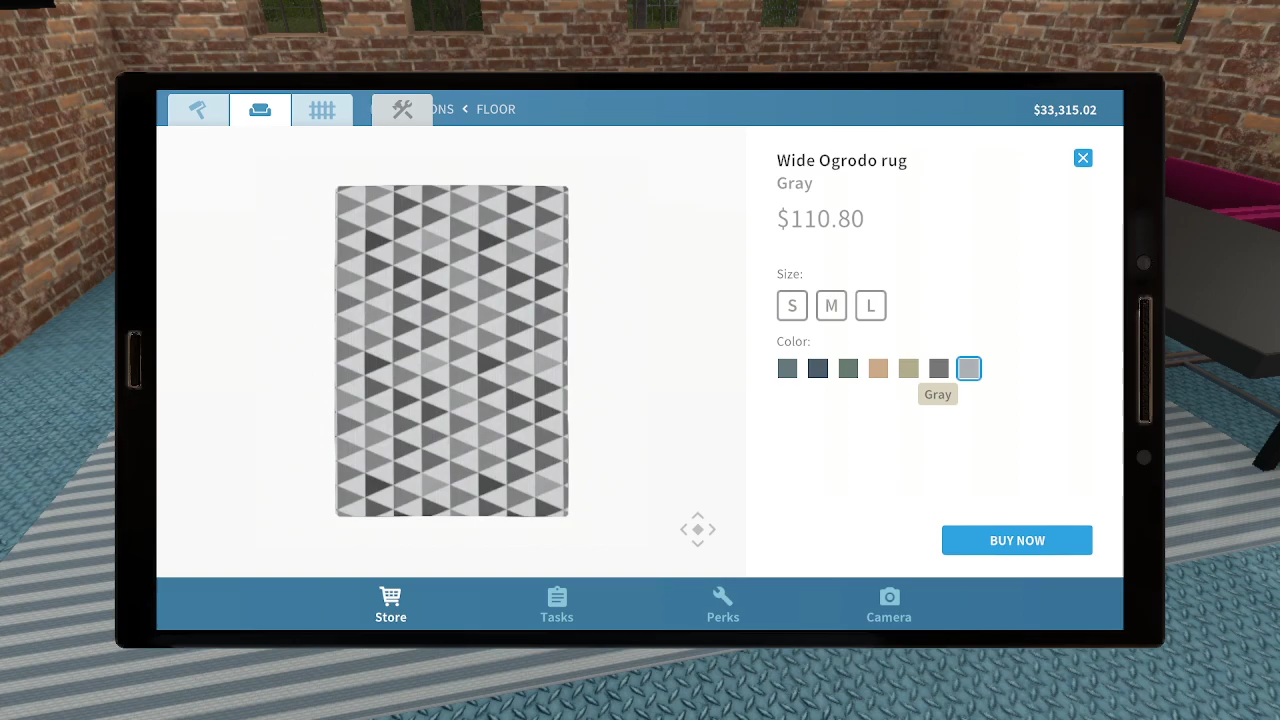 ONS < FLOOR
$33,315.02
Wide Ogrodo rug
Gray
$110.80
Size:
S M L
Color:
Gray
BUY NOW
Store Tasks Perks Camera